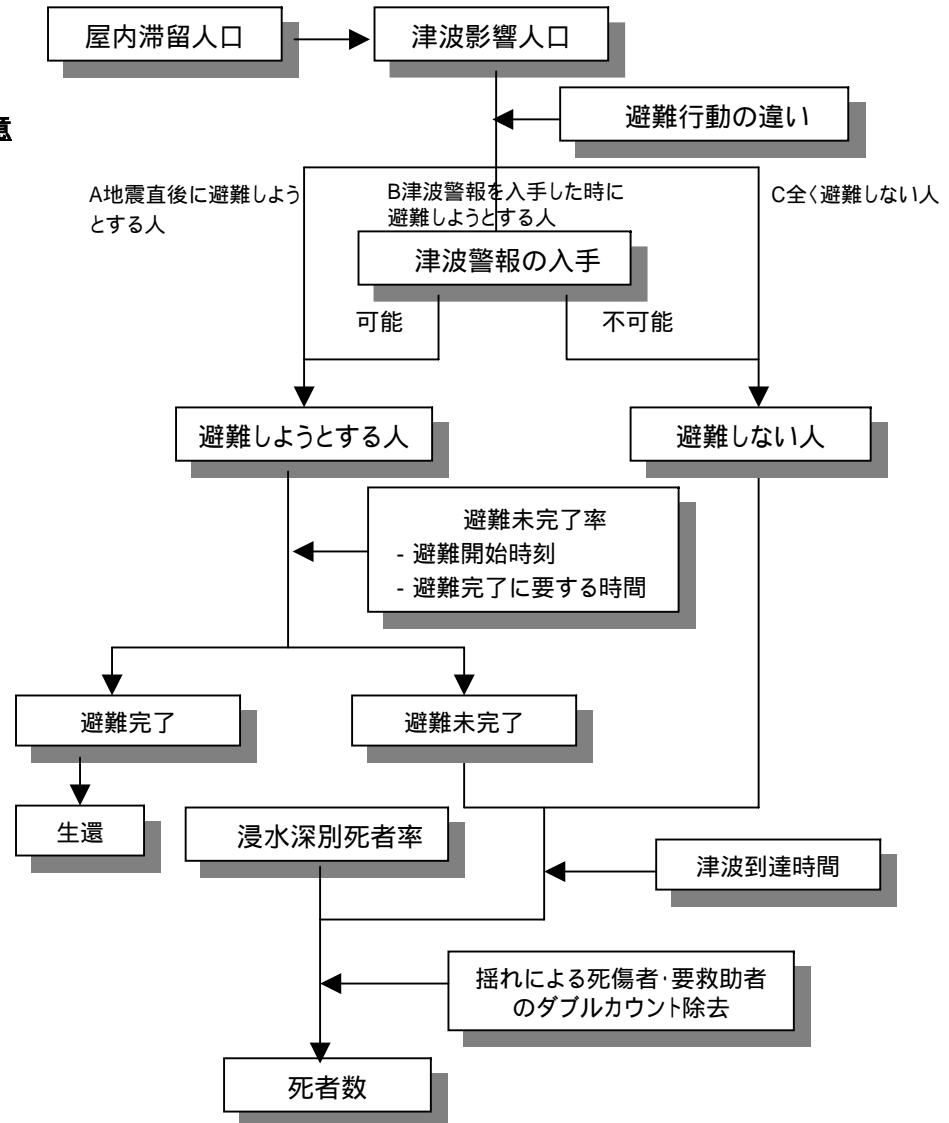 屋内滞留人口
津波影響人口
意
避難行動の違い
A地震直後に避難しよう
とする人
B津波警報を入手した時に
避難しようとする人
C全く避難しない人
津波警報の入手
可能
不可能
避難しようとする人
避難しない人
避難未完了率
- 避難開始時刻
- 避難完了に要する時間
避難完了
避難未完了
生還
浸水深別死者率
津波到達時間
揺れによる死傷者・要救助者
のダブルカウント除去
死者数